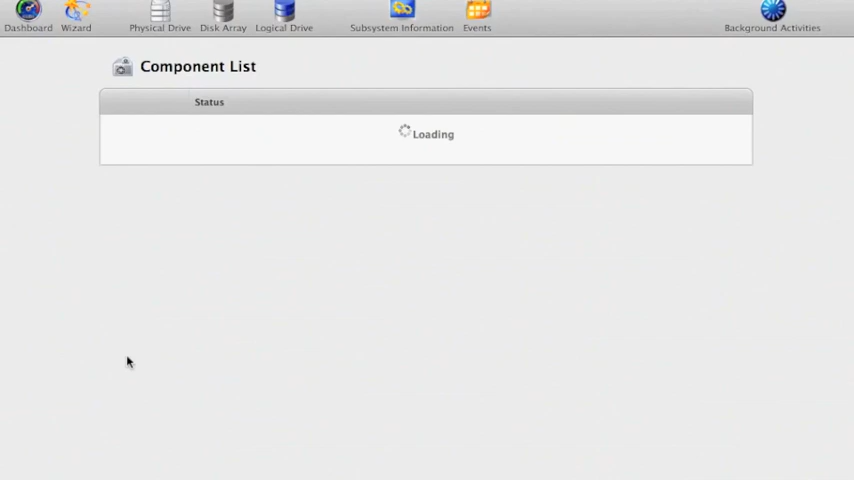 Dashboard Wizard Physical Drive Disk Array Logical Drive Subsystem Information Events Background Activities
Component List
Status
Loading